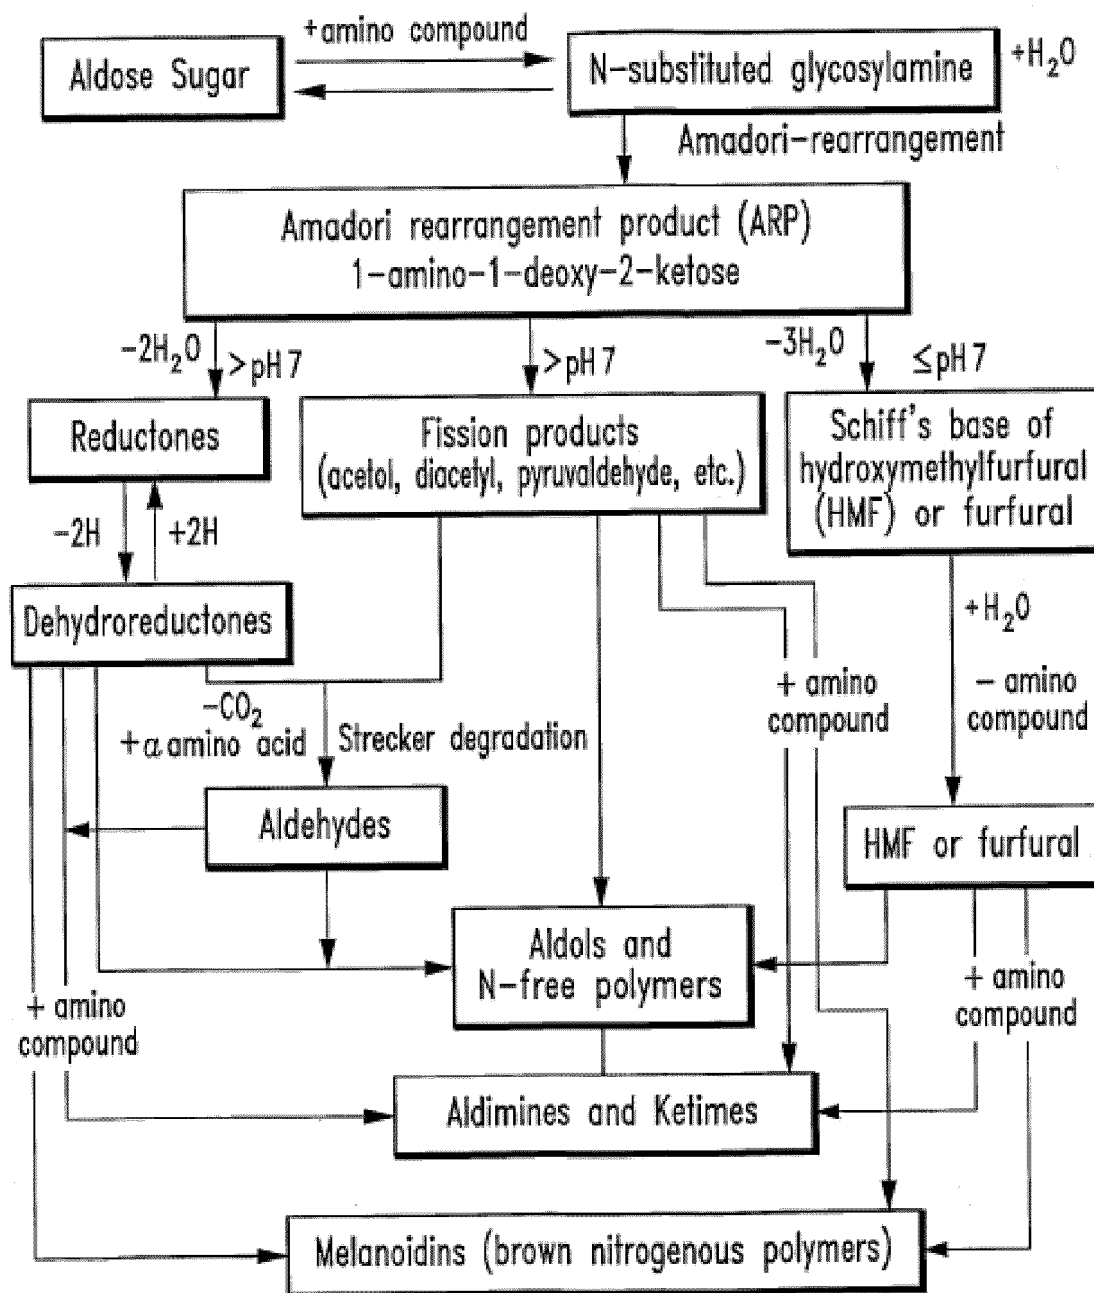 +amino compound
Aldose Sugar
N-substituted glycosylamine
+H₂O
Amadori-rearrangement
Amadori rearrangement product (ARP)
1-amino-1-deoxy-2-ketose
-2H₂O
>pH 7
>pH 7
-3H₂O
≤pH 7
Reductones
Fission products
(acetol, diacetyl, pyruvaldehyde, etc.)
Schiff's base of
hydroxymethylfurfural
(HMF) or furfural
-2H
+2H
Dehydroreductones
+H₂O
-CO₂
+α amino acid
Strecker degradation
+ amino
compound
- amino
compound
Aldehydes
HMF or furfural
Aldols and
N-free polymers
+ amino
compound
+ amino
compound
Aldimines and Ketimes
Melanoidins (brown nitrogenous polymers)